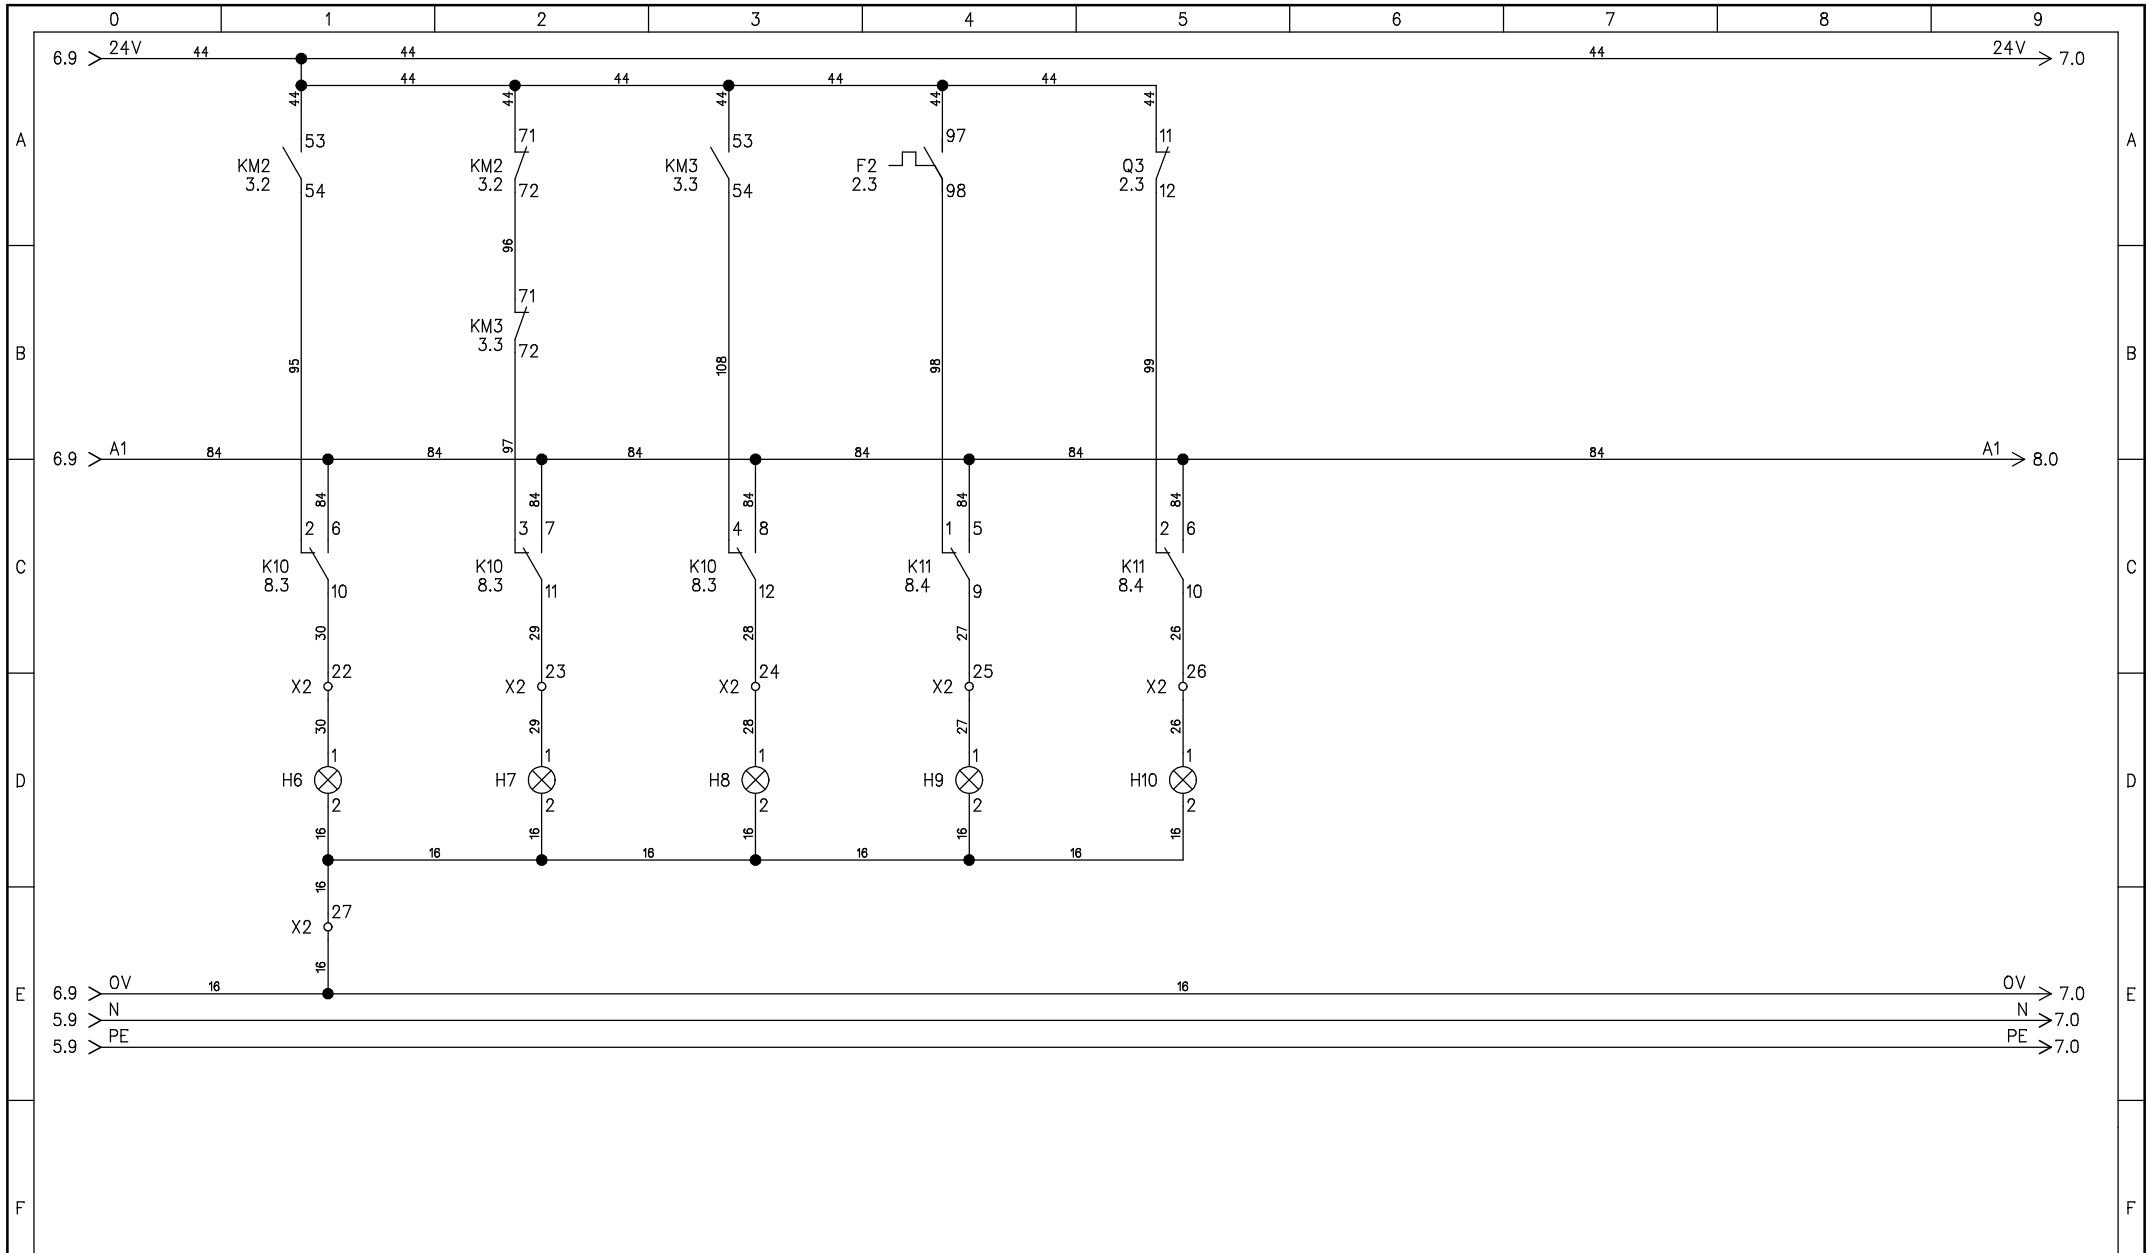 0 1 2 3 4 5 6 7 8 9
6.9 24V 44 44 44 24V 7.0
44 44 44 44
44 44 44 44 44
A 53 71 53 97 11 A
KM2 KM2 KM3 F2 Q3
3.2 3.2 3.3 2.3 2.3
54 72 54 98 12
96
71
KM3
3.3
72
B 95 108 98 99 B
97
6.9 A1 84 84 84 84 84 84 A1 8.0
84 84 84 84 84
2 6 3 7 4 8 1 5 2 6
C K10 K10 K10 K11 K11 C
8.3 8.3 8.3 8.4 8.4
10 11 12 9 10
30 29 28 27 26
22 23 24 25 26
X2 X2 X2 X2 X2
30 29 28 27 26
1 1 1 1 1
D H6 H7 H8 H9 H10 D
2 2 2 2 2
16 16 16 16 16
16 16 16 16
16
27
X2
16
E 6.9 0V 16 16 0V 7.0 E
5.9 N N 7.0
5.9 PE PE 7.0
F F